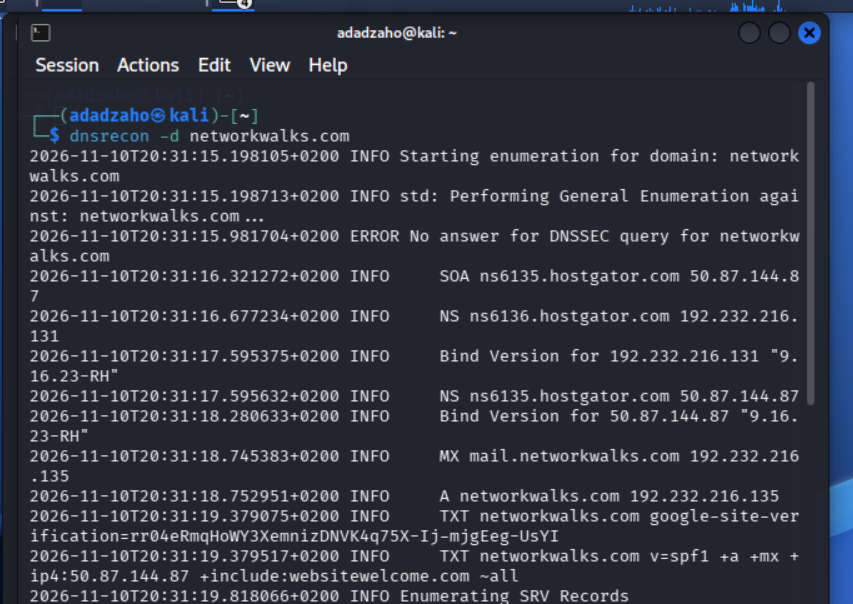 4
adadzaho@kali: ~
Session Actions Edit View Help
┌──(adadzaho㉿kali)-[~]
└─$ dnsrecon -d networkwalks.com
2026-11-10T20:31:15.198105+0200 INFO Starting enumeration for domain: network
walks.com
2026-11-10T20:31:15.198713+0200 INFO std: Performing General Enumeration agai
nst: networkwalks.com...
2026-11-10T20:31:15.981704+0200 ERROR No answer for DNSSEC query for networkw
alks.com
2026-11-10T20:31:16.321272+0200 INFO     SOA ns6135.hostgator.com 50.87.144.8
7
2026-11-10T20:31:16.677234+0200 INFO     NS ns6136.hostgator.com 192.232.216.
131
2026-11-10T20:31:17.595375+0200 INFO     Bind Version for 192.232.216.131 "9.
16.23-RH"
2026-11-10T20:31:17.595632+0200 INFO     NS ns6135.hostgator.com 50.87.144.87
2026-11-10T20:31:18.280633+0200 INFO     Bind Version for 50.87.144.87 "9.16.
23-RH"
2026-11-10T20:31:18.745383+0200 INFO     MX mail.networkwalks.com 192.232.216
.135
2026-11-10T20:31:18.752951+0200 INFO     A networkwalks.com 192.232.216.135
2026-11-10T20:31:19.379075+0200 INFO     TXT networkwalks.com google-site-ver
ification=rr04eRmqHoWY3XemnizDNVK4q75X-Ij-mjgEeg-UsYI
2026-11-10T20:31:19.379517+0200 INFO     TXT networkwalks.com v=spf1 +a +mx +
ip4:50.87.144.87 +include:websitewelcome.com ~all
2026-11-10T20:31:19.818066+0200 INFO Enumerating SRV Records